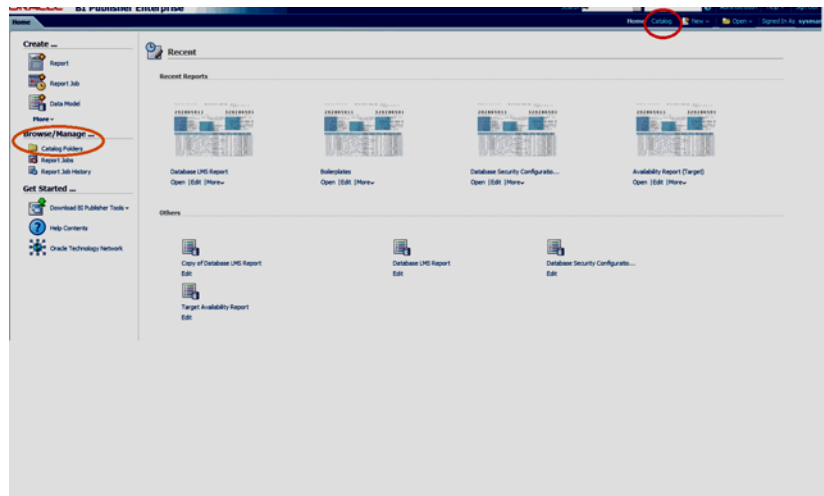 BI Publisher Enterprise
Home
Home Catalog New Open Signed In As sysman
Create ...
Report
Report Job
Data Model
More
Browse/Manage ...
Catalog Folders
Report Jobs
Report Job History
Get Started ...
Download BI Publisher Tools
Help Contents
Oracle Technology Network
Recent
Recent Reports
Database LMS Report
Open |Edit |More
Boilerplates
Open |Edit |More
Database Security Configuratio...
Open |Edit |More
Availability Report (Target)
Open |Edit |More
Others
Copy of Database LMS Report
Edit
Database LMS Report
Edit
Database Security Configuratio...
Edit
Target Availability Report
Edit